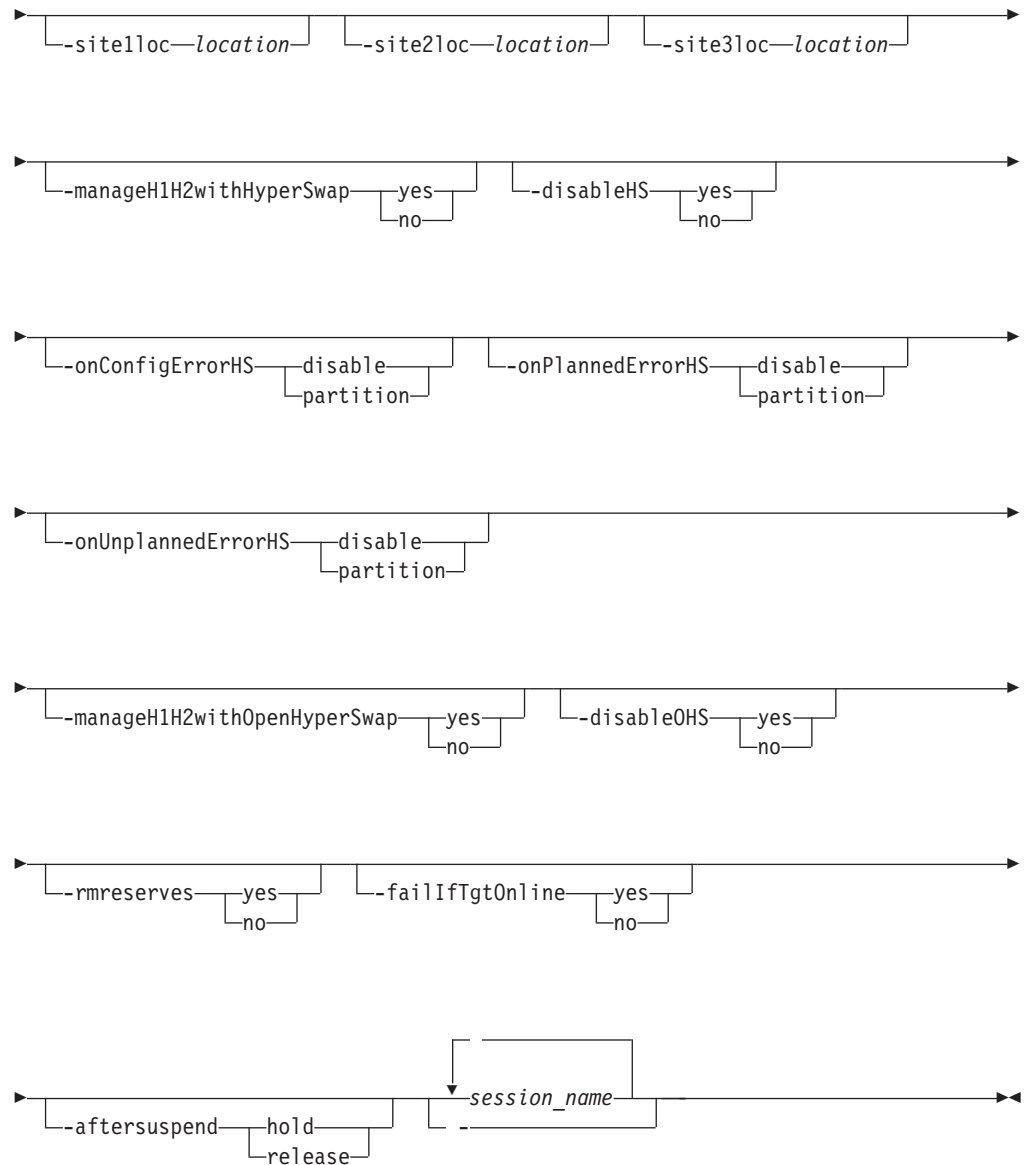 -site1loc location -site2loc location -site3loc location
-manageH1H2withHyperSwap yes -disableHS yes
no no
-onConfigErrorHS disable -onPlannedErrorHS disable
partition partition
-onUnplannedErrorHS disable
partition
-manageH1H2withOpenHyperSwap yes -disableOHS yes
no no
-rmreserves yes -failIfTgtOnline yes
no no
session_name
-aftersuspend hold -
release